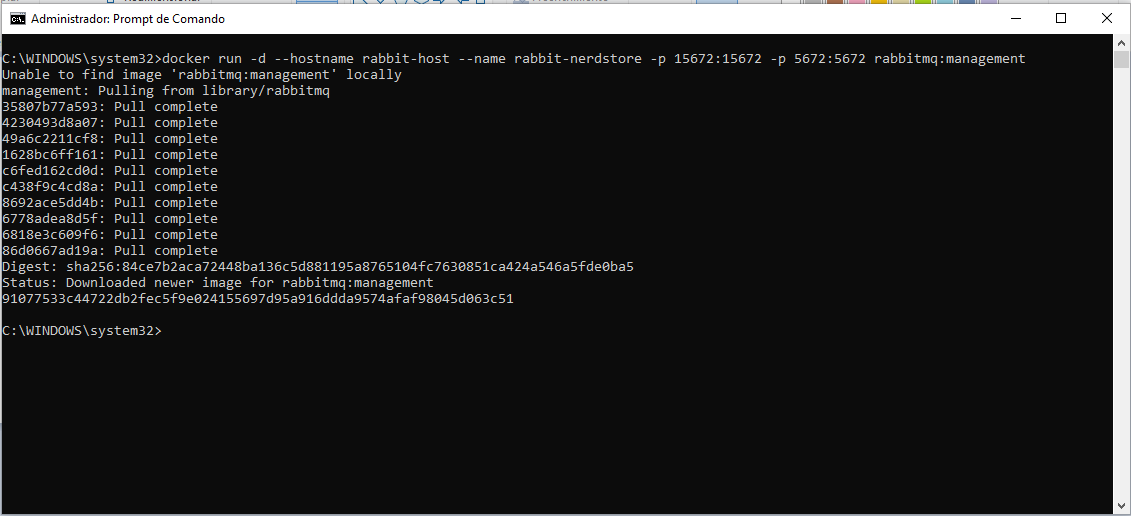 Administrador: Prompt de Comando
C:\WINDOWS\system32>docker run -d --hostname rabbit-host --name rabbit-nerdstore -p 15672:15672 -p 5672:5672 rabbitmq:management
Unable to find image 'rabbitmq:management' locally
management: Pulling from library/rabbitmq
35807b77a593: Pull complete
4230493d8a07: Pull complete
49a6c2211cf8: Pull complete
1628bc6ff161: Pull complete
c6fed162cd0d: Pull complete
c438f9c4cd8a: Pull complete
8692ace5dd4b: Pull complete
6778adea8d5f: Pull complete
6818e3c609f6: Pull complete
86d0667ad19a: Pull complete
Digest: sha256:84ce7b2aca72448ba136c5d881195a8765104fc7630851ca424a546a5fde0ba5
Status: Downloaded newer image for rabbitmq:management
91077533c44722db2fec5f9e024155697d95a916ddda9574afaf98045d063c51
C:\WINDOWS\system32>